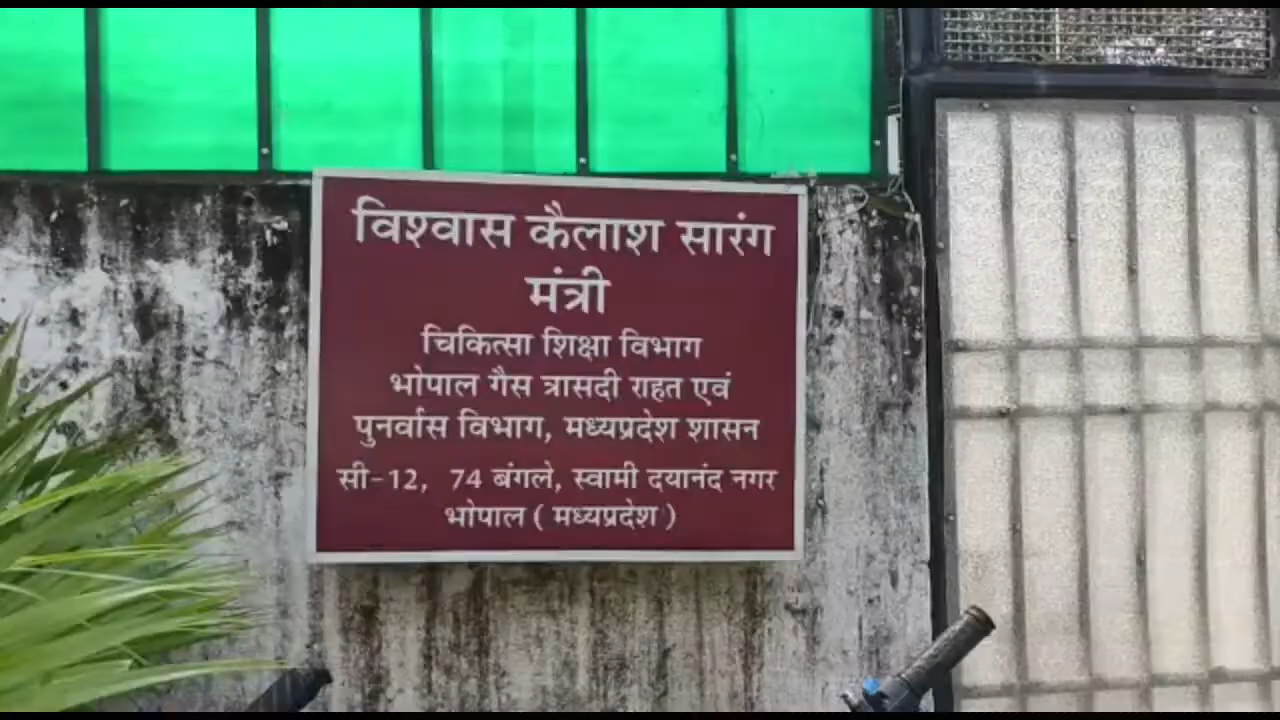 विश्वास कैलाश सारंग
मंत्री
चिकित्सा शिक्षा विभाग
भोपाल गैस त्रासदी राहत एवं
पुनर्वास विभाग, मध्यप्रदेश शासन
सी-12, 74 बंगले, स्वामी दयानंद नगर
भोपाल ( मध्यप्रदेश )